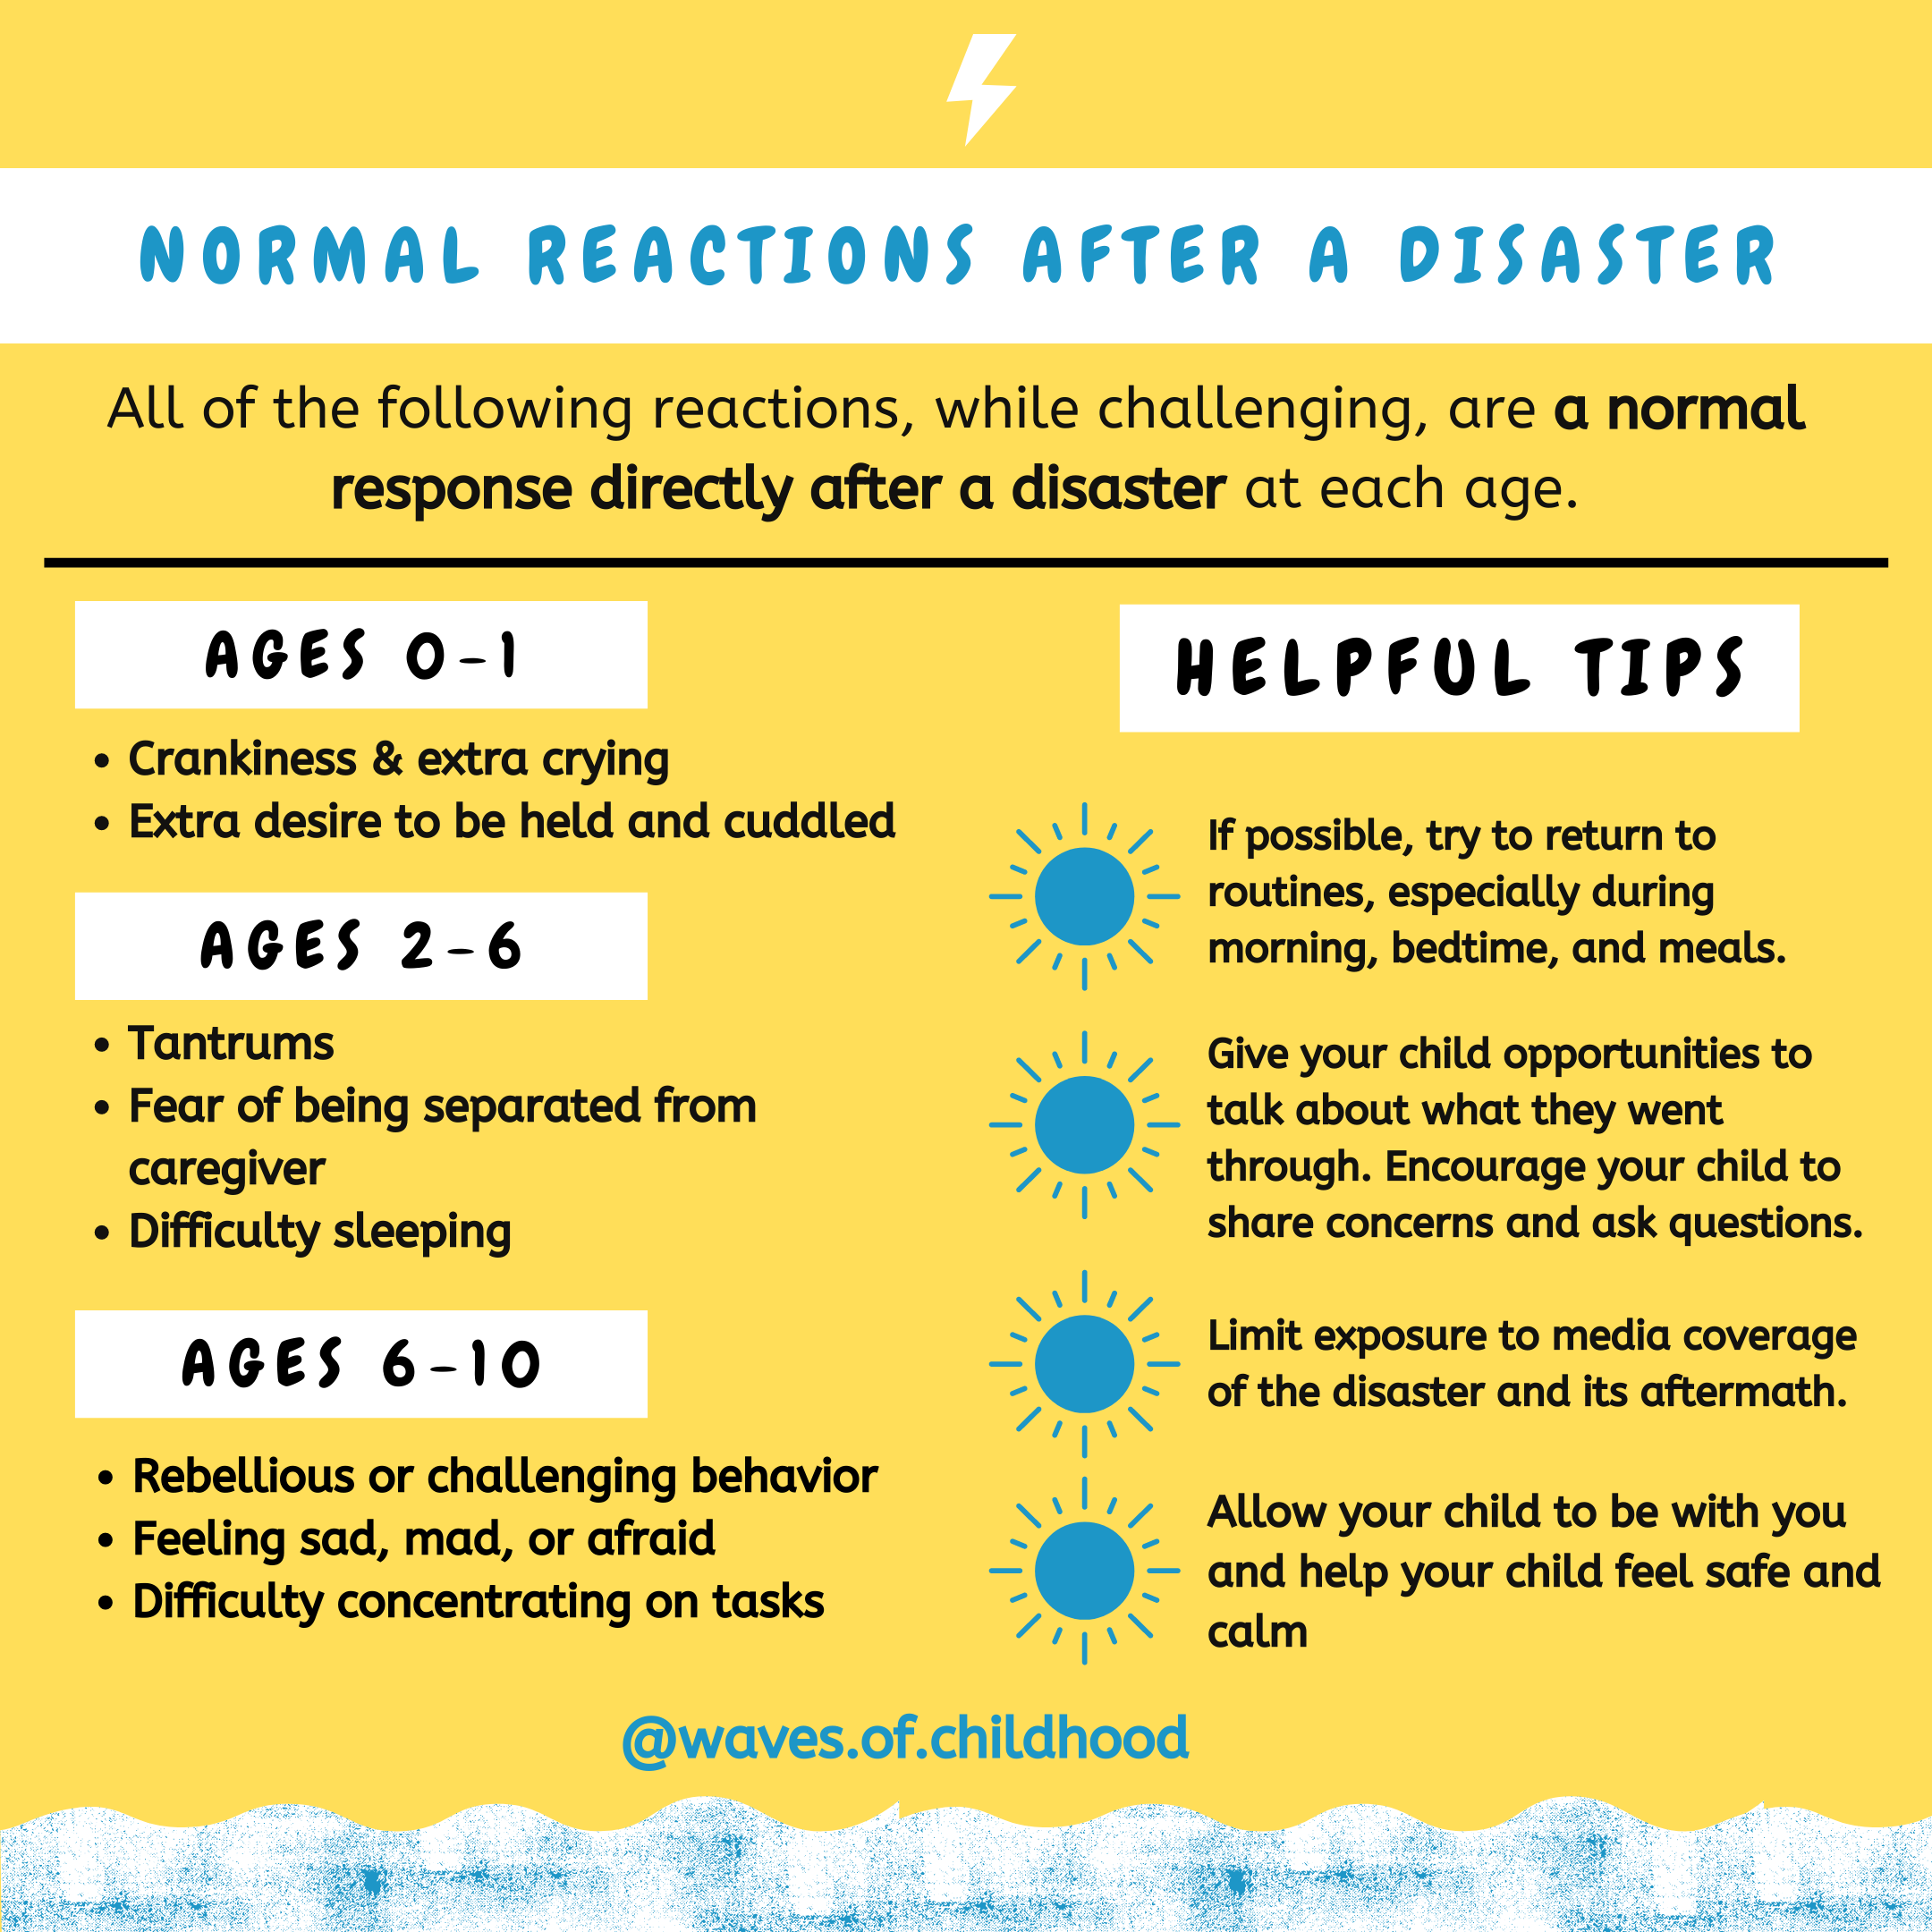 NORMAL REACTIONS AFTER A DISASTER
All of the following reactions, while challenging, are a normal
response directly after a disaster at each age.
AGES 0-1
• Crankiness & extra crying
• Extra desire to be held and cuddled
AGES 2-6
• Tantrums
• Fear of being separated from
caregiver
• Difficulty sleeping
AGES 6-10
• Rebellious or challenging behavior
• Feeling sad, mad, or afraid
• Difficulty concentrating on tasks
HELPFUL TIPS
If possible, try to return to
routines, especially during
morning, bedtime, and meals.
Give your child opportunities to
talk about what they went
through. Encourage your child to
share concerns and ask questions.
Limit exposure to media coverage
of the disaster and its aftermath.
Allow your child to be with you
and help your child feel safe and
calm
@waves.of.childhood